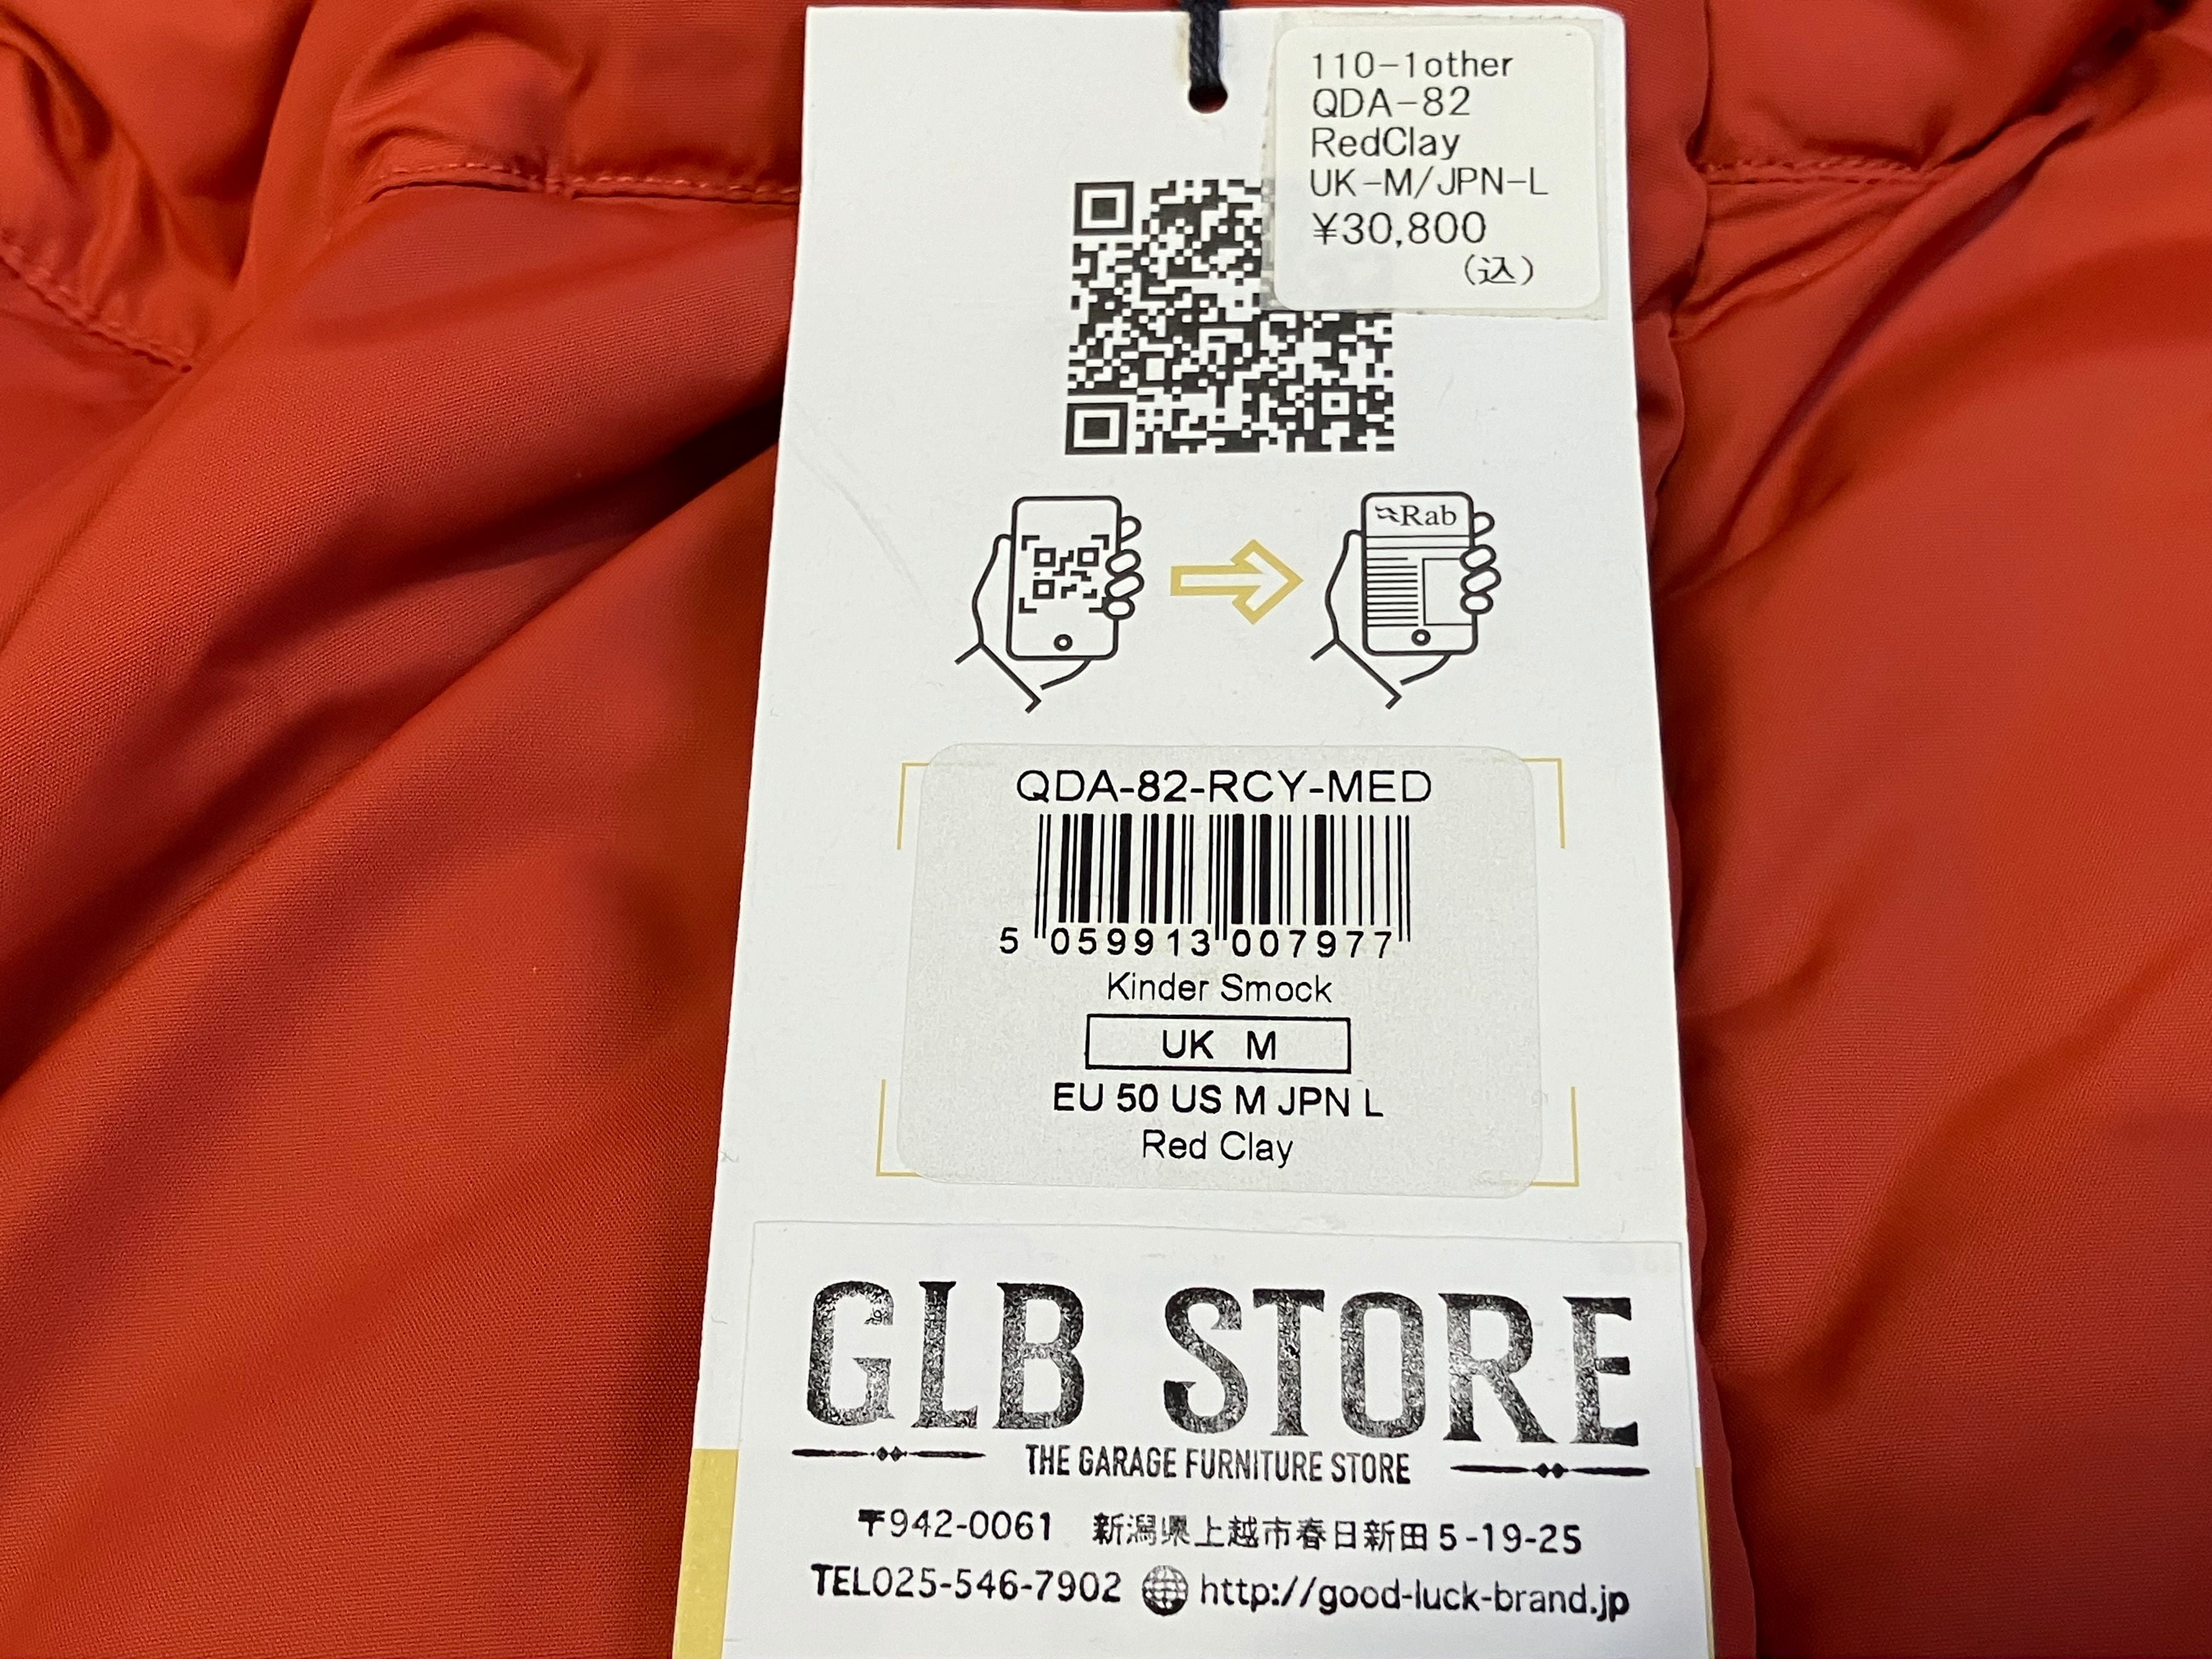 110-1other
QDA-82
RedClay
UK-M/JPN-L
¥30,800
(込)
Rab
QDA-82-RCY-MED
5 059913 007977
Kinder Smock
UK M
EU 50 US M JPN L
Red Clay
GLB STORE
THE GARAGE FURNITURE STORE
〒942-0061 新潟県上越市春日新田5-19-25
TEL025-546-7902 http://good-luck-brand.jp